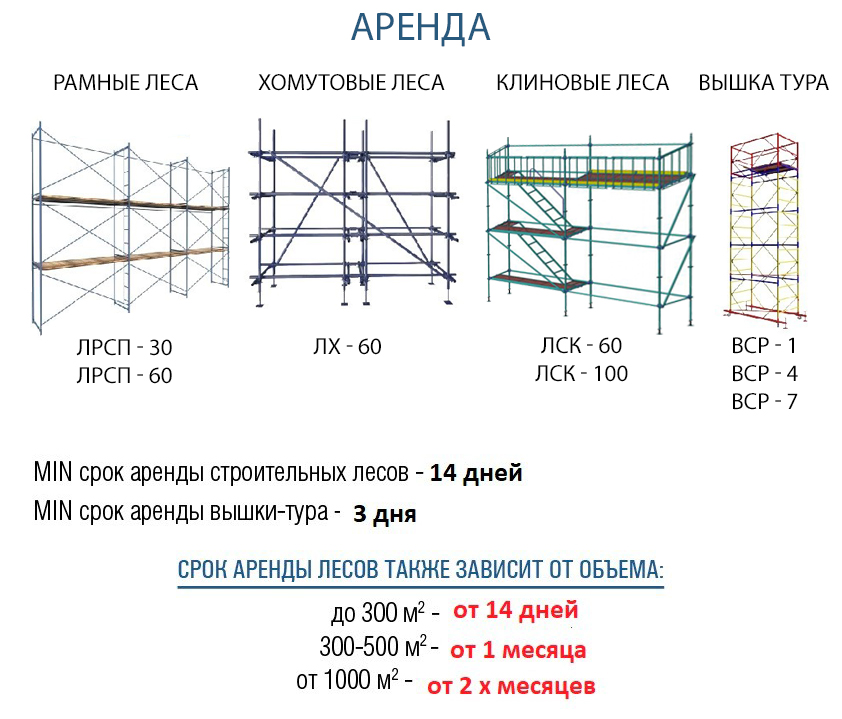 АРЕНДА
РАМНЫЕ ЛЕСА
ХОМУТОВЫЕ ЛЕСА
КЛИНОВЫЕ ЛЕСА
ВЫШКА ТУРА
ЛРСП - 30
ЛРСП - 60
ЛХ - 60
ЛСК - 60
ЛСК - 100
ВСР - 1
ВСР - 4
ВСР - 7
MIN срок аренды строительных лесов - 14 дней
MIN срок аренды вышки-тура - 3 дня
СРОК АРЕНДЫ ЛЕСОВ ТАКЖЕ ЗАВИСИТ ОТ ОБЪЕМА:
до 300 м² - от 14 дней
300-500 м² - от 1 месяца
от 1000 м² - от 2 х месяцев